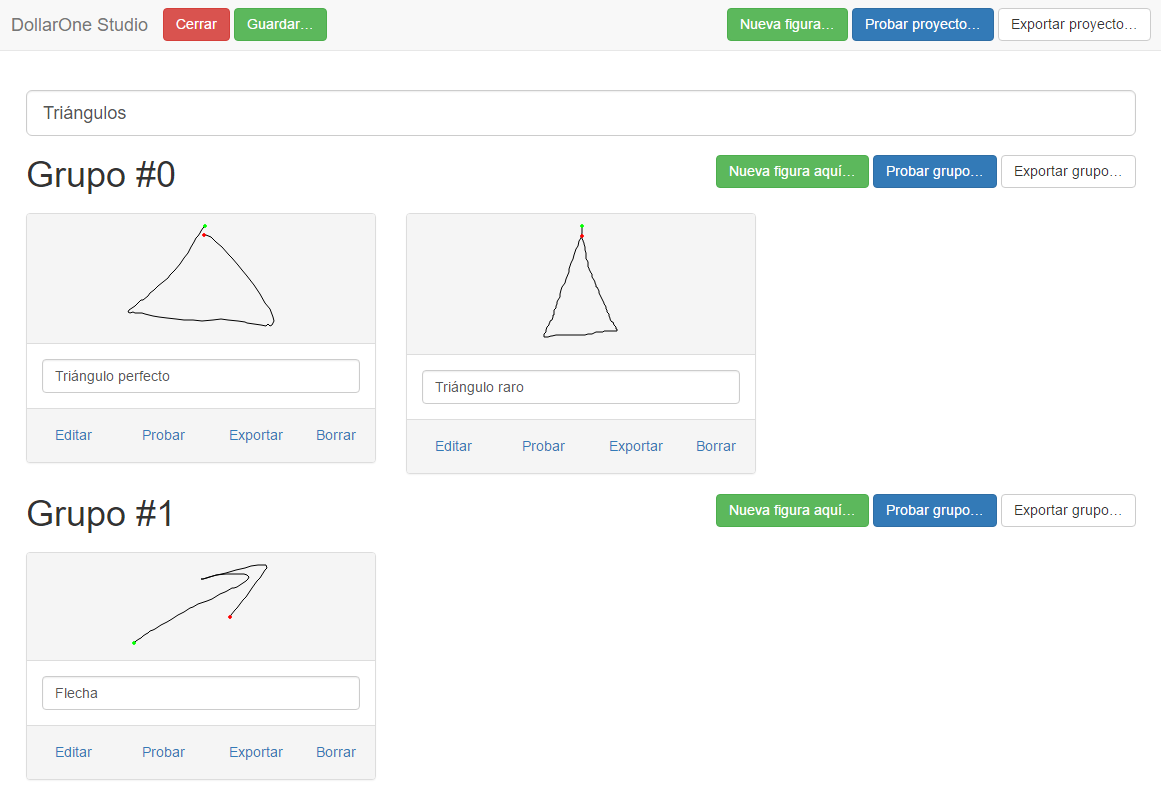 DollarOne Studio Cerrar Guardar... Nueva figura... Probar proyecto... Exportar proyecto...
Triángulos
Grupo #0 Nueva figura aquí... Probar grupo... Exportar grupo...
Triángulo perfecto
Triángulo raro
Editar Probar Exportar Borrar
Editar Probar Exportar Borrar
Grupo #1 Nueva figura aquí... Probar grupo... Exportar grupo...
Flecha
Editar Probar Exportar Borrar